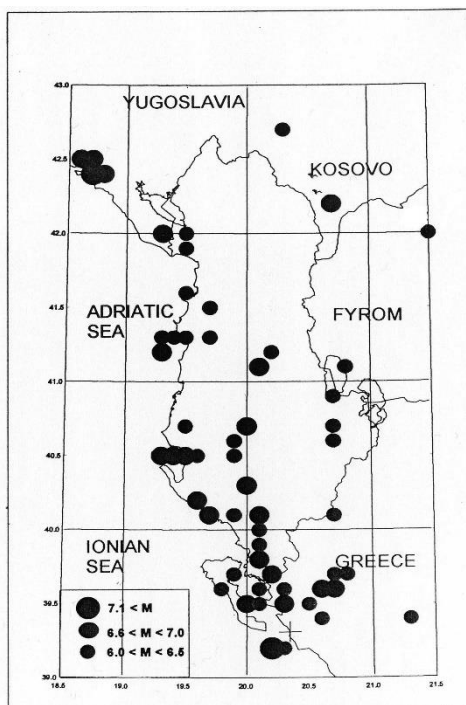 43.0
YUGOSLAVIA
42.5
KOSOVO
42.0
41.5
ADRIATIC
SEA
FYROM
41.0
40.5
40.0
IONIAN
SEA
GREECE
39.5
7.1 < M
6.6 < M < 7.0
6.0 < M < 6.5
39.0
18.5 19.0 19.5 20.0 20.5 21.0 21.5